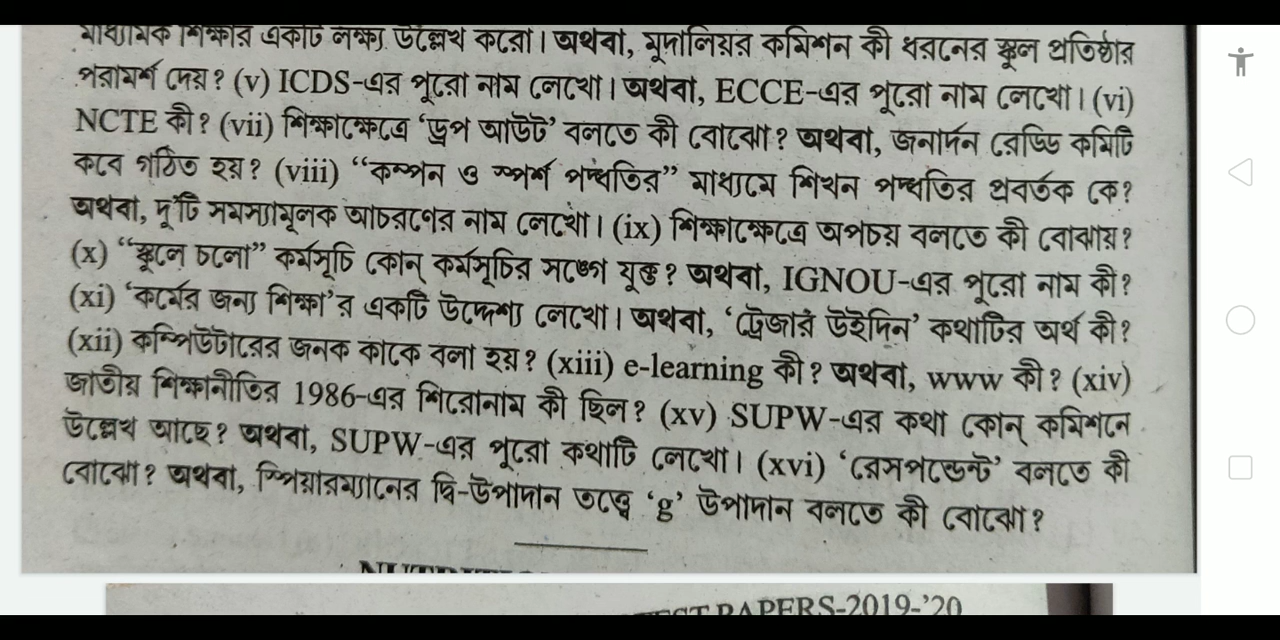 মাধ্যমিক শিক্ষার একটি লক্ষ্য উল্লেখ করো। অথবা, মুদালিয়র কমিশন কী ধরনের স্কুল প্রতিষ্ঠার
পরামর্শ দেয়? (v) ICDS-এর পুরো নাম লেখো। অথবা, ECCE-এর পুরো নাম লেখো। (vi)
NCTE কী? (vii) শিক্ষাক্ষেত্রে ‘ড্রপ আউট’ বলতে কী বোঝো? অথবা, জনার্দন রেড্ডি কমিটি
কবে গঠিত হয়? (viii) “কম্পন ও স্পর্শ পদ্ধতির” মাধ্যমে শিখন পদ্ধতির প্রবর্তক কে?
অথবা, দু'টি সমস্যামূলক আচরণের নাম লেখো। (ix) শিক্ষাক্ষেত্রে অপচয় বলতে কী বোঝায়?
(x) “স্কুলে চলো” কর্মসূচি কোন্ কর্মসূচির সঙ্গে যুক্ত? অথবা, IGNOU-এর পুরো নাম কী?
(xi) ‘কর্মের জন্য শিক্ষা’র একটি উদ্দেশ্য লেখো। অথবা, ‘ট্রেজার উইদিন’ কথাটির অর্থ কী?
(xii) কম্পিউটারের জনক কাকে বলা হয়? (xiii) e-learning কী? অথবা, www কী? (xiv)
জাতীয় শিক্ষানীতির 1986-এর শিরোনাম কী ছিল? (xv) SUPW-এর কথা কোন্ কমিশনে
উল্লেখ আছে? অথবা, SUPW-এর পুরো কথাটি লেখো। (xvi) ‘রেসপন্ডেন্ট’ বলতে কী
বোঝো? অথবা, স্পিয়ারম্যানের দ্বি-উপাদান তত্ত্বে ‘g’ উপাদান বলতে কী বোঝো?
PAPERS-2019-’20